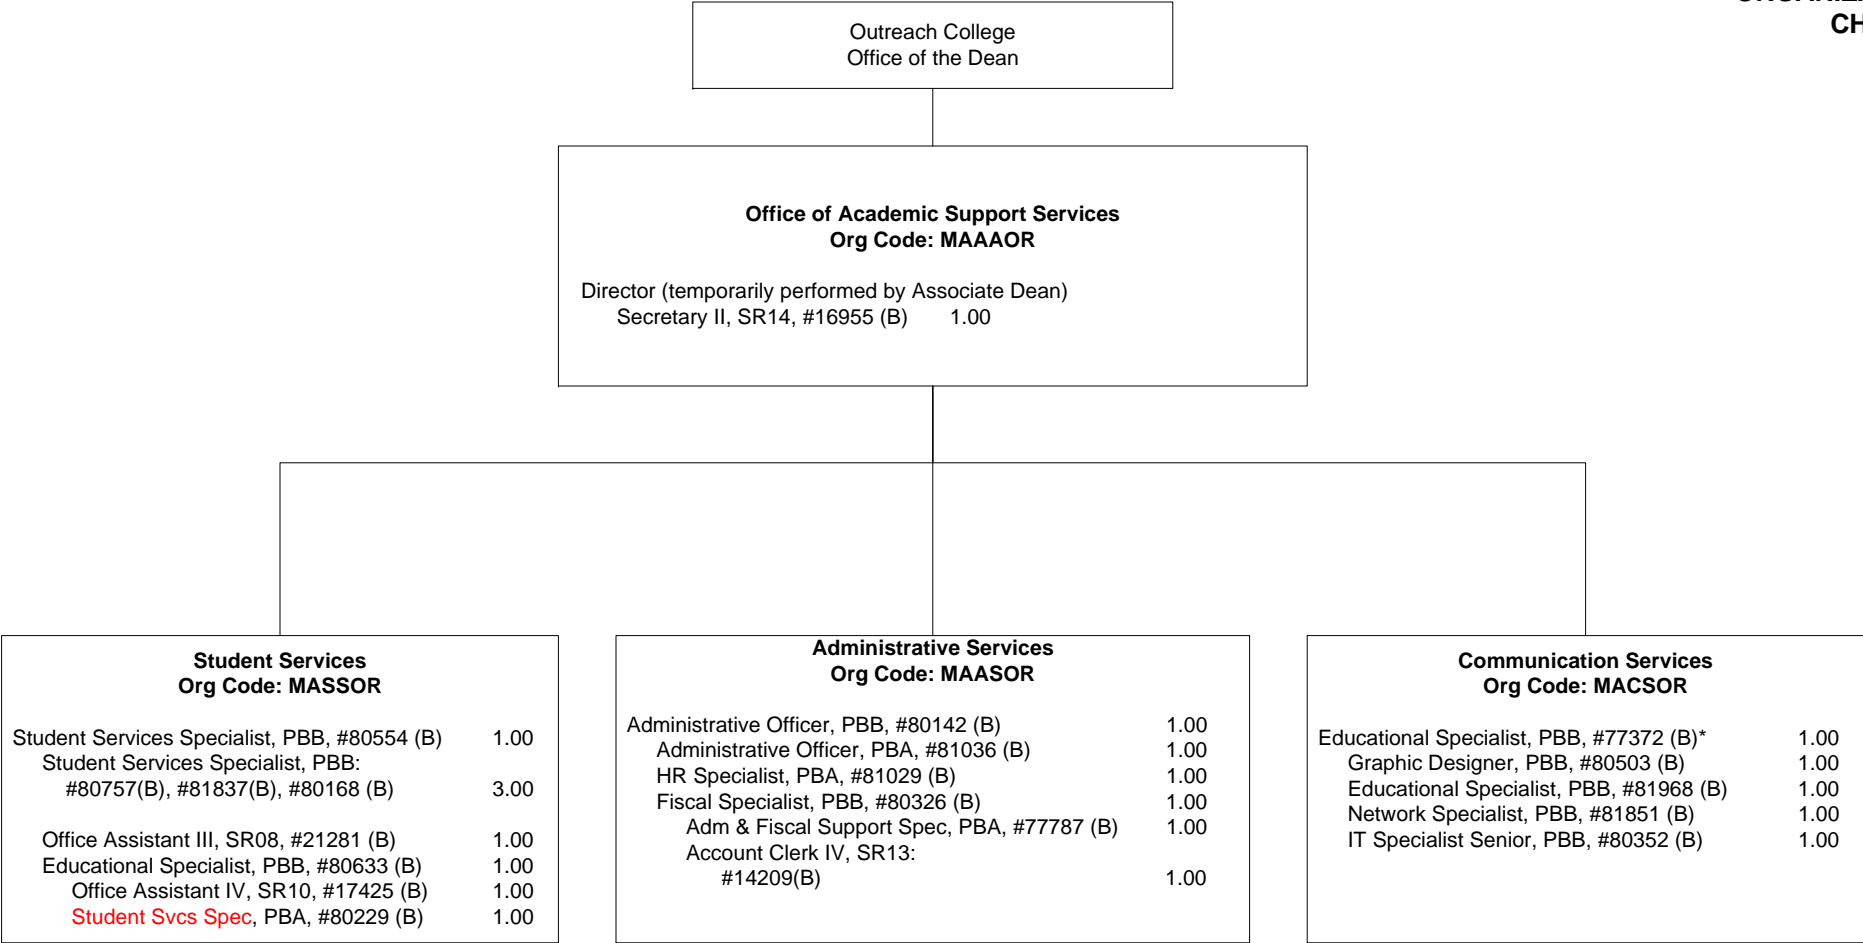 CH
Outreach College
Office of the Dean
Office of Academic Support Services
Org Code: MAAAOR
Director (temporarily performed by Associate Dean)
Secretary II, SR14, #16955 (B) 1.00
Student Services
Org Code: MASSOR
Student Services Specialist, PBB, #80554 (B) 1.00
Student Services Specialist, PBB:
#80757(B), #81837(B), #80168 (B) 3.00
Office Assistant III, SR08, #21281 (B) 1.00
Educational Specialist, PBB, #80633 (B) 1.00
Office Assistant IV, SR10, #17425 (B) 1.00
Student Svcs Spec, PBA, #80229 (B) 1.00
Administrative Services
Org Code: MAASOR
Administrative Officer, PBB, #80142 (B) 1.00
Administrative Officer, PBA, #81036 (B) 1.00
HR Specialist, PBA, #81029 (B) 1.00
Fiscal Specialist, PBB, #80326 (B) 1.00
Adm & Fiscal Support Spec, PBA, #77787 (B) 1.00
Account Clerk IV, SR13:
#14209(B) 1.00
Communication Services
Org Code: MACSOR
Educational Specialist, PBB, #77372 (B)* 1.00
Graphic Designer, PBB, #80503 (B) 1.00
Educational Specialist, PBB, #81968 (B) 1.00
Network Specialist, PBB, #81851 (B) 1.00
IT Specialist Senior, PBB, #80352 (B) 1.00